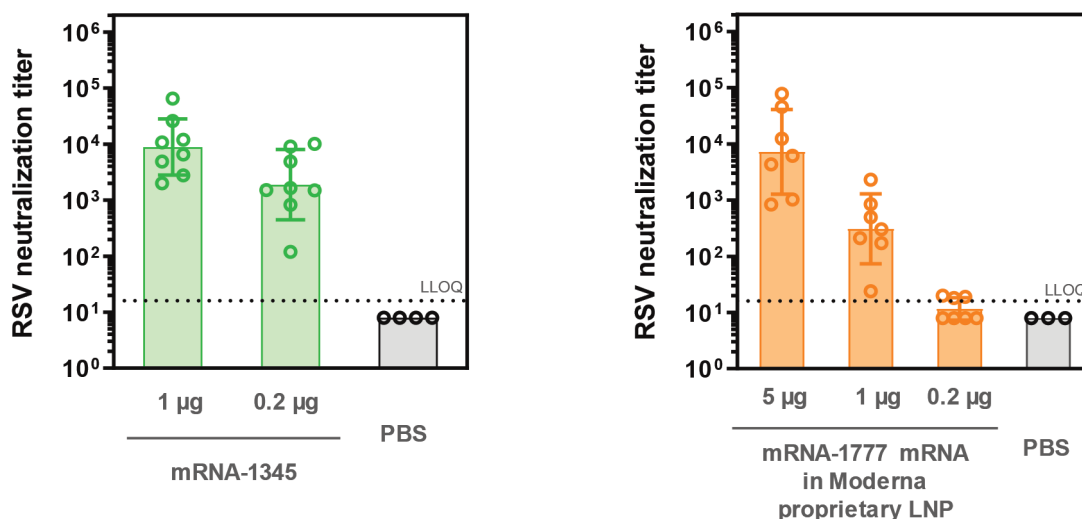 RSV neutralization titer
10⁶
10⁵
10⁴
10³
10²
10¹
10⁰
LLOQ
1 µg
0.2 µg
PBS
mRNA-1345
RSV neutralization titer
10⁶
10⁵
10⁴
10³
10²
10¹
10⁰
LLOQ
5 µg
1 µg
0.2 µg
PBS
mRNA-1777 mRNA
in Moderna
proprietary LNP